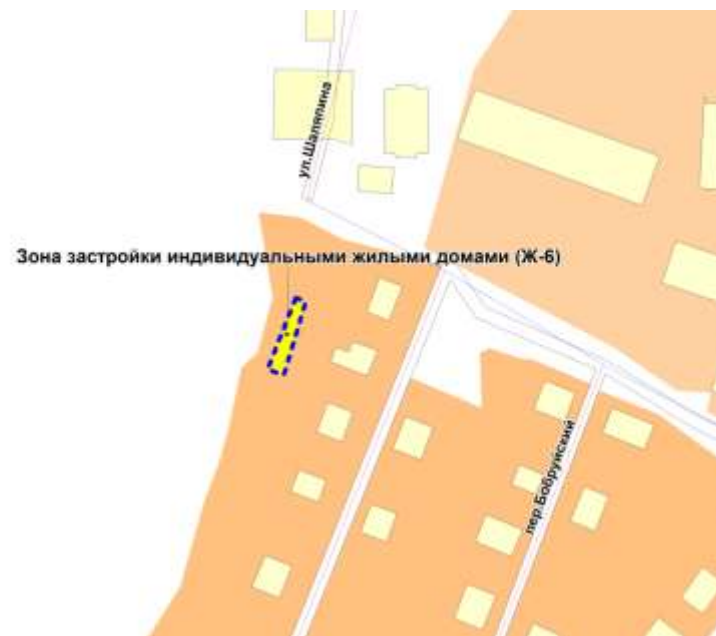 ул.Шаляпина
Зона застройки индивидуальными жилыми домами (Ж-6)
пер.Бобруйский